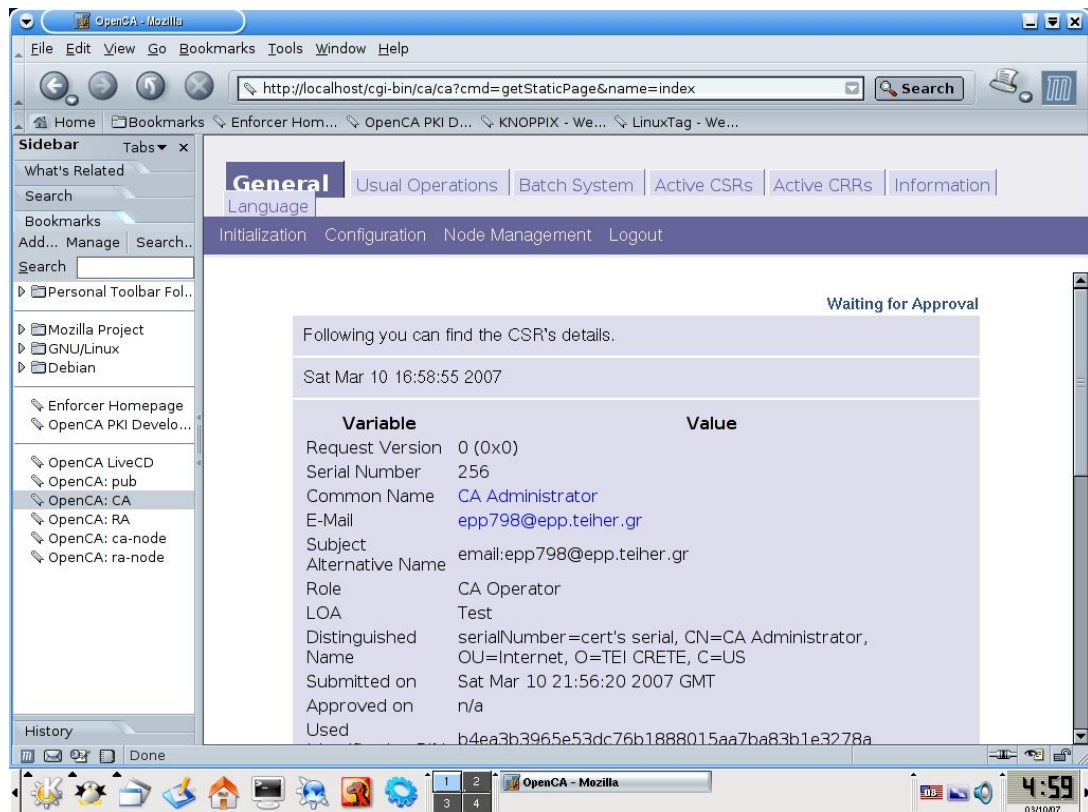 OpenCA - Mozilla
File Edit View Go Bookmarks Tools Window Help
http://localhost/cgi-bin/ca/ca?cmd=getStaticPage&name=index
Search
Home Bookmarks Enforcer Hom... OpenCA PKI D... KNOPPIX - We... LinuxTag - We...
Sidebar Tabs
What's Related
Search
Bookmarks
Add... Manage Search..
Search
Personal Toolbar Fol..
Mozilla Project
GNU/Linux
Debian
Enforcer Homepage
OpenCA PKI Develo...
OpenCA LiveCD
OpenCA: pub
OpenCA: CA
OpenCA: RA
OpenCA: ca-node
OpenCA: ra-node
History
General Usual Operations Batch System Active CSRs Active CRRs Information
Language
Initialization Configuration Node Management Logout
Waiting for Approval
Following you can find the CSR's details.
Sat Mar 10 16:58:55 2007
Variable Value
Request Version 0 (0x0)
Serial Number 256
Common Name CA Administrator
E-Mail epp798@epp.teiher.gr
Subject
Alternative Name email:epp798@epp.teiher.gr
Role CA Operator
LOA Test
Distinguished serialNumber=cert's serial, CN=CA Administrator,
Name OU=Internet, O=TEI CRETE, C=US
Submitted on Sat Mar 10 21:56:20 2007 GMT
Approved on n/a
Used
b4ea3b3965e53dc76b1888015aa7ba83b1e3278a
Done
1 2
3 4
OpenCA - Mozilla
us
4:59
03/10/07